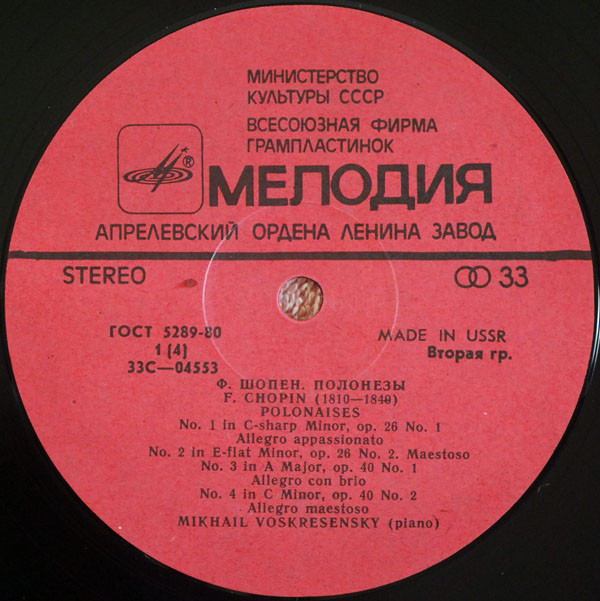 МИНИСТЕРСТВО
КУЛЬТУРЫ СССР
ВСЕСОЮЗНАЯ ФИРМА
ГРАМПЛАСТИНОК
®
МЕЛОДИЯ
АПРЕЛЕВСКИЙ ОРДЕНА ЛЕНИНА ЗАВОД
STEREO 33
ГОСТ 5289-80
MADE IN USSR
1 (4)
Вторая гр.
33С—04553
Ф. ШОПЕН. ПОЛОНЕЗЫ
F. CHOPIN (1810—1849)
POLONAISES
No. 1 in C-sharp Minor, op. 26 No. 1
Allegro appassionato
No. 2 in E-flat Minor, op. 26 No. 2. Maestoso
No. 3 in A Major, op. 40 No. 1
Allegro con brio
No. 4 in C Minor, op. 40 No. 2
Allegro maestoso
MIKHAIL VOSKRESENSKY (piano)